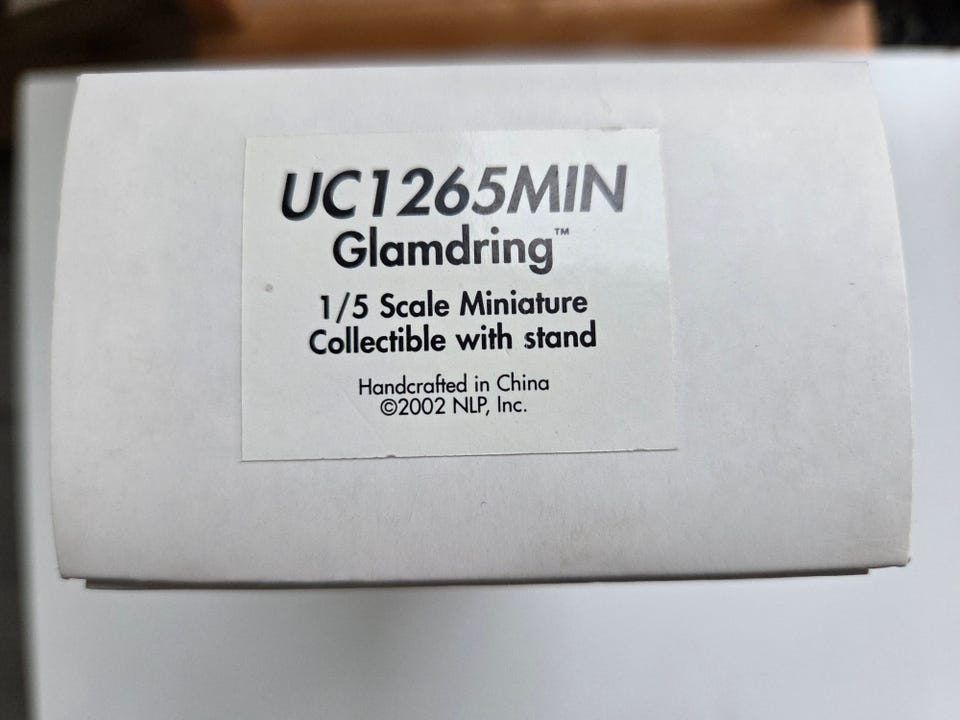 UC1265MIN
Glamdring™
1/5 Scale Miniature
Collectible with stand
Handcrafted in China
©2002 NLP, Inc.